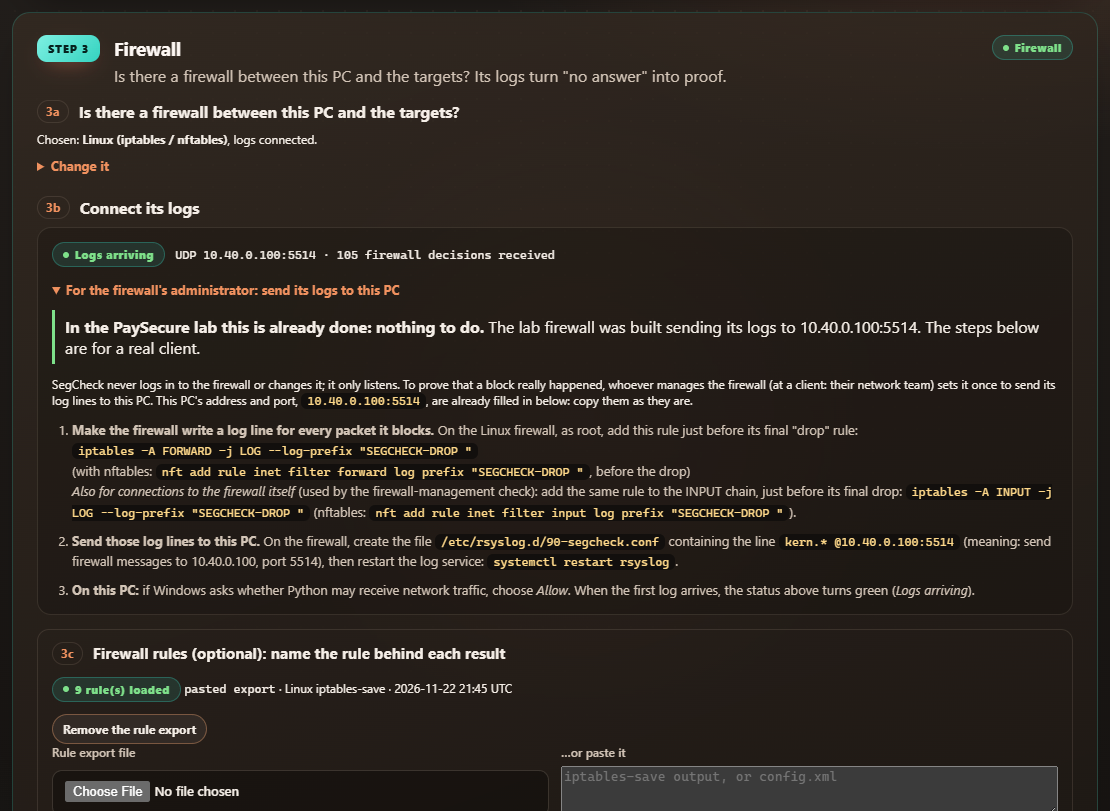 STEP 3
Firewall
Firewall
Is there a firewall between this PC and the targets? Its logs turn "no answer" into proof.
3a Is there a firewall between this PC and the targets?
Chosen: Linux (iptables / nftables), logs connected.
Change it
3b Connect its logs
Logs arriving UDP 10.40.0.100:5514 · 105 firewall decisions received
For the firewall's administrator: send its logs to this PC
In the PaySecure lab this is already done: nothing to do. The lab firewall was built sending its logs to 10.40.0.100:5514. The steps below
are for a real client.
SegCheck never logs in to the firewall or changes it; it only listens. To prove that a block really happened, whoever manages the firewall (at a client: their network team) sets it once to send its
log lines to this PC. This PC's address and port, 10.40.0.100:5514 , are already filled in below: copy them as they are.
1. Make the firewall write a log line for every packet it blocks. On the Linux firewall, as root, add this rule just before its final "drop" rule:
iptables -A FORWARD -j LOG --log-prefix "SEGCHECK-DROP "
(with nftables: nft add rule inet filter forward log prefix "SEGCHECK-DROP " , before the drop)
Also for connections to the firewall itself (used by the firewall-management check): add the same rule to the INPUT chain, just before its final drop: iptables -A INPUT -j
LOG --log-prefix "SEGCHECK-DROP " (nftables: nft add rule inet filter input log prefix "SEGCHECK-DROP " ).
2. Send those log lines to this PC. On the firewall, create the file /etc/rsyslog.d/90-segcheck.conf containing the line kern.* @10.40.0.100:5514 (meaning: send
firewall messages to 10.40.0.100, port 5514), then restart the log service: systemctl restart rsyslog .
3. On this PC: if Windows asks whether Python may receive network traffic, choose Allow. When the first log arrives, the status above turns green (Logs arriving).
3c Firewall rules (optional): name the rule behind each result
9 rule(s) loaded pasted export · Linux iptables-save · 2026-11-22 21:45 UTC
Remove the rule export
Rule export file
...or paste it
Choose File No file chosen
iptables-save output, or config.xml